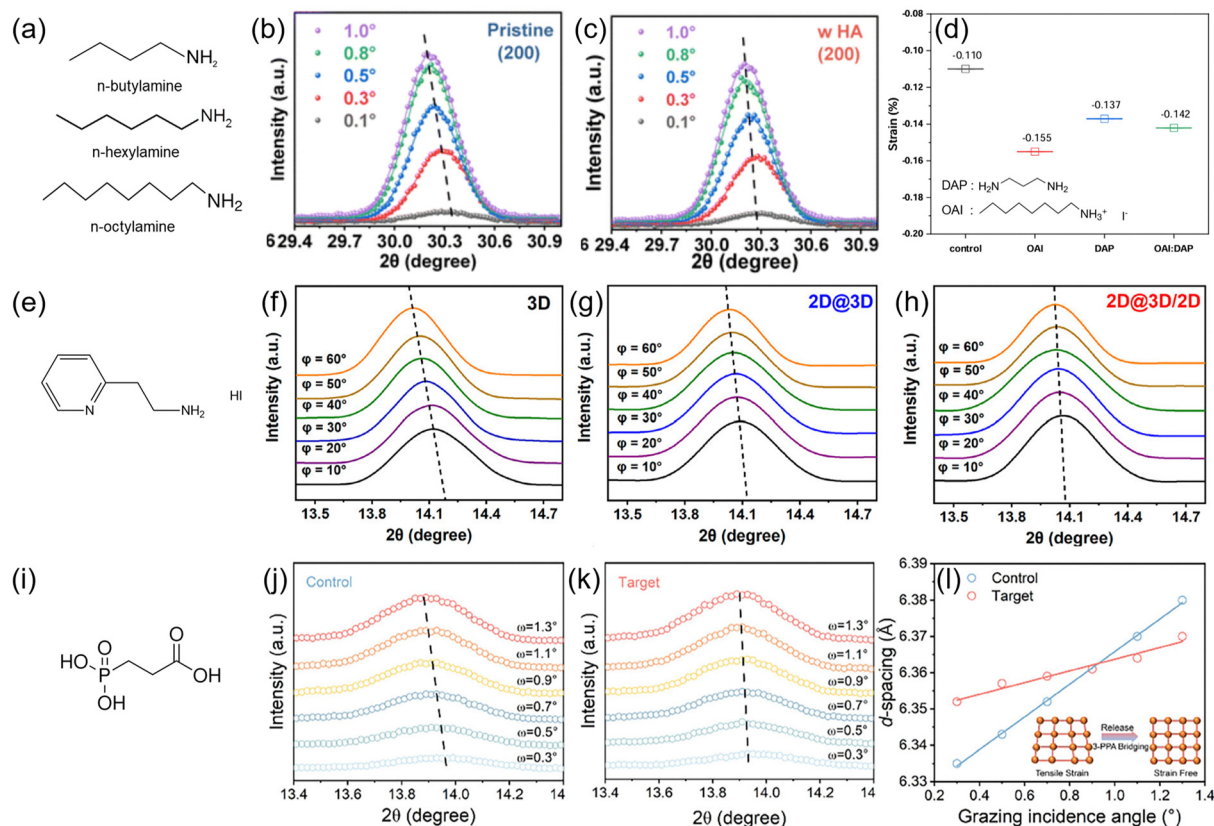 (a)
NH2
n-butylamine
NH2
n-hexylamine
NH2
n-octylamine
(b)
Intensity (a.u.)
1.0°
0.8°
0.5°
0.3°
0.1°
Pristine
(200)
6 29.4 29.7 30.0 30.3 30.6 30.9
2θ (degree)
(c)
Intensity (a.u.)
1.0°
0.8°
0.5°
0.3°
0.1°
w HA
(200)
6 29.4 29.7 30.0 30.3 30.6 30.9
2θ (degree)
(d)
Strain (%)
-0.08
-0.10
-0.12
-0.14
-0.16
-0.18
-0.20
-0.110
-0.155
-0.137
-0.142
DAP : H2N NH2
OAI : NH3+ I-
control OAI DAP OAI:DAP
(e)
N
NH2 HI
(f)
3D
Intensity (a.u.)
φ = 60°
φ = 50°
φ = 40°
φ = 30°
φ = 20°
φ = 10°
13.5 13.8 14.1 14.4 14.7
2θ (degree)
(g)
2D@3D
Intensity (a.u.)
φ = 60°
φ = 50°
φ = 40°
φ = 30°
φ = 20°
φ = 10°
13.5 13.8 14.1 14.4 14.7
2θ (degree)
(h)
2D@3D/2D
Intensity (a.u.)
φ = 60°
φ = 50°
φ = 40°
φ = 30°
φ = 20°
φ = 10°
13.5 13.8 14.1 14.4 14.7
2θ (degree)
(i)
O O
HO P OH
OH
(j)
Control
Intensity (a.u.)
ω=1.3°
ω=1.1°
ω=0.9°
ω=0.7°
ω=0.5°
ω=0.3°
13.4 13.6 13.8 14.0 14.2 14.4
2θ (degree)
(k)
Target
Intensity (a.u.)
ω=1.3°
ω=1.1°
ω=0.9°
ω=0.7°
ω=0.5°
ω=0.3°
13.4 13.6 13.8 14.0 14.2 14.4
2θ (degree)
(l)
Control
Target
d-spacing (Å)
6.39
6.38
6.37
6.36
6.35
6.34
6.33
Release
3-PPA Bridging
Tensile Strain
Strain Free
0.2 0.4 0.6 0.8 1.0 1.2 1.4
Grazing incidence angle (°)